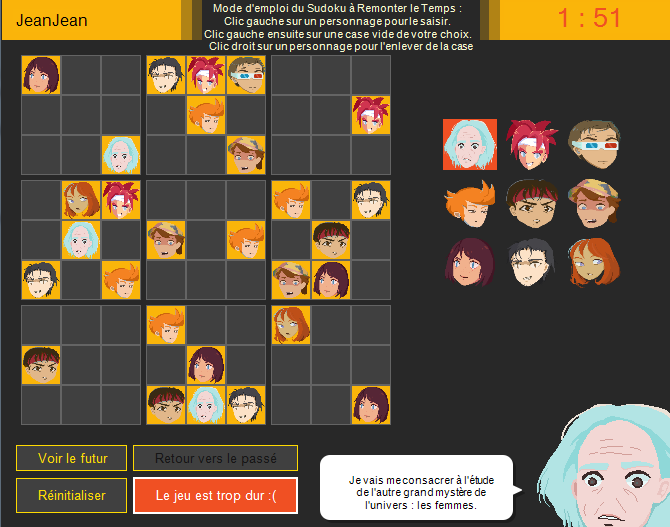 JeanJean
Mode d'emploi du Sudoku à Remonter le Temps :
Clic gauche sur un personnage pour le saisir.
Clic gauche ensuite sur une case vide de votre choix.
Clic droit sur un personnage pour l'enlever de la case
1 : 51
Voir le futur
Retour vers le passé
Réinitialiser
Le jeu est trop dur :(
Je vais me consacrer à l'étude
de l'autre grand mystère de
l'univers : les femmes.